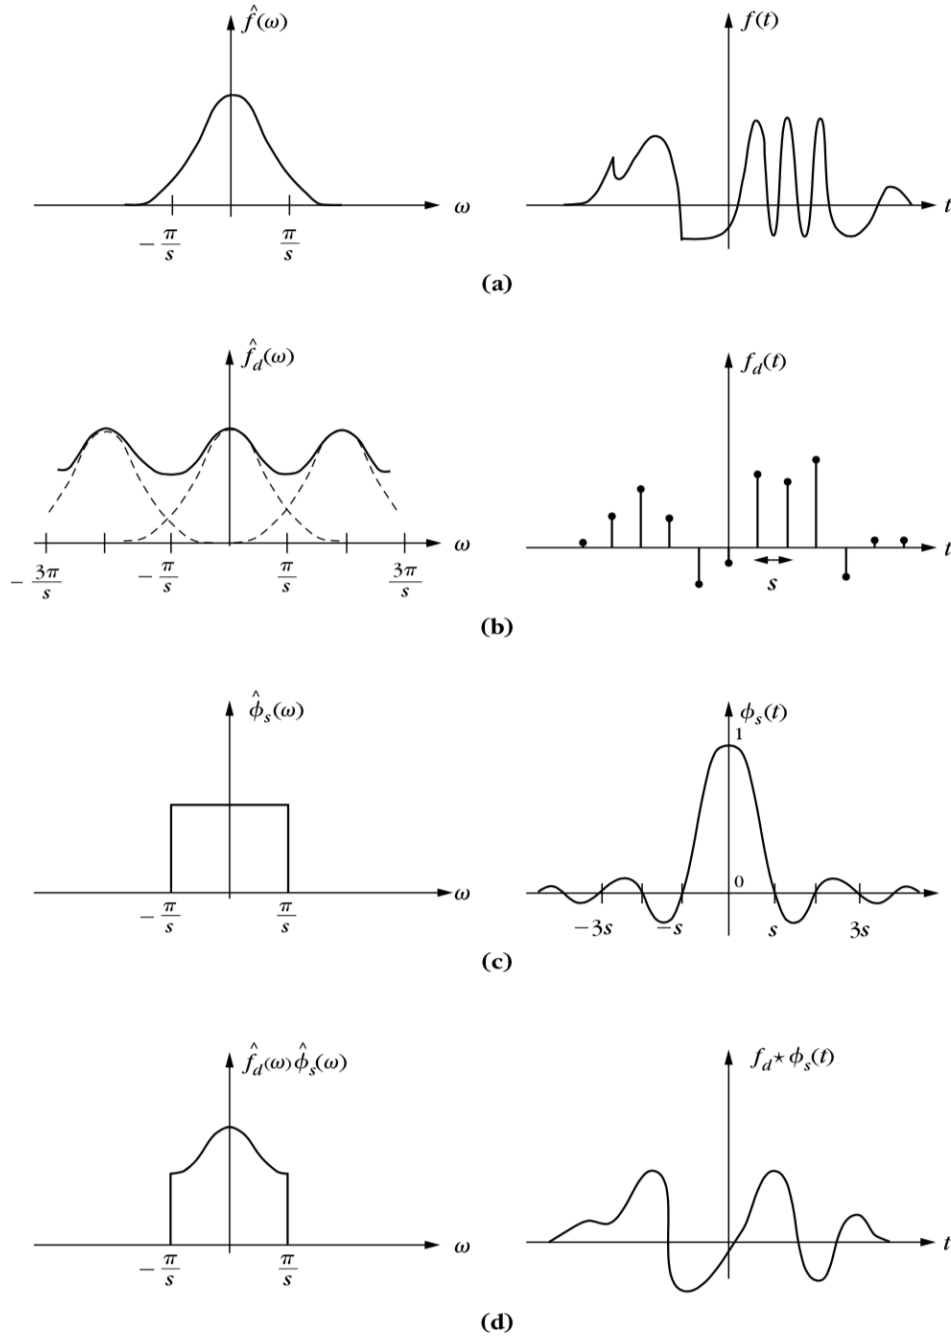 f̂(ω) f(t)
ω t
−π/s π/s
(a)
f̂_d(ω) f_d(t)
ω t
−3π/s −π/s π/s 3π/s s
(b)
φ̂_s(ω) φ_s(t)
1
0
ω
−π/s π/s −3s −s s 3s
(c)
f̂_d(ω) φ̂_s(ω) f_d⋆φ_s(t)
ω t
−π/s π/s
(d)